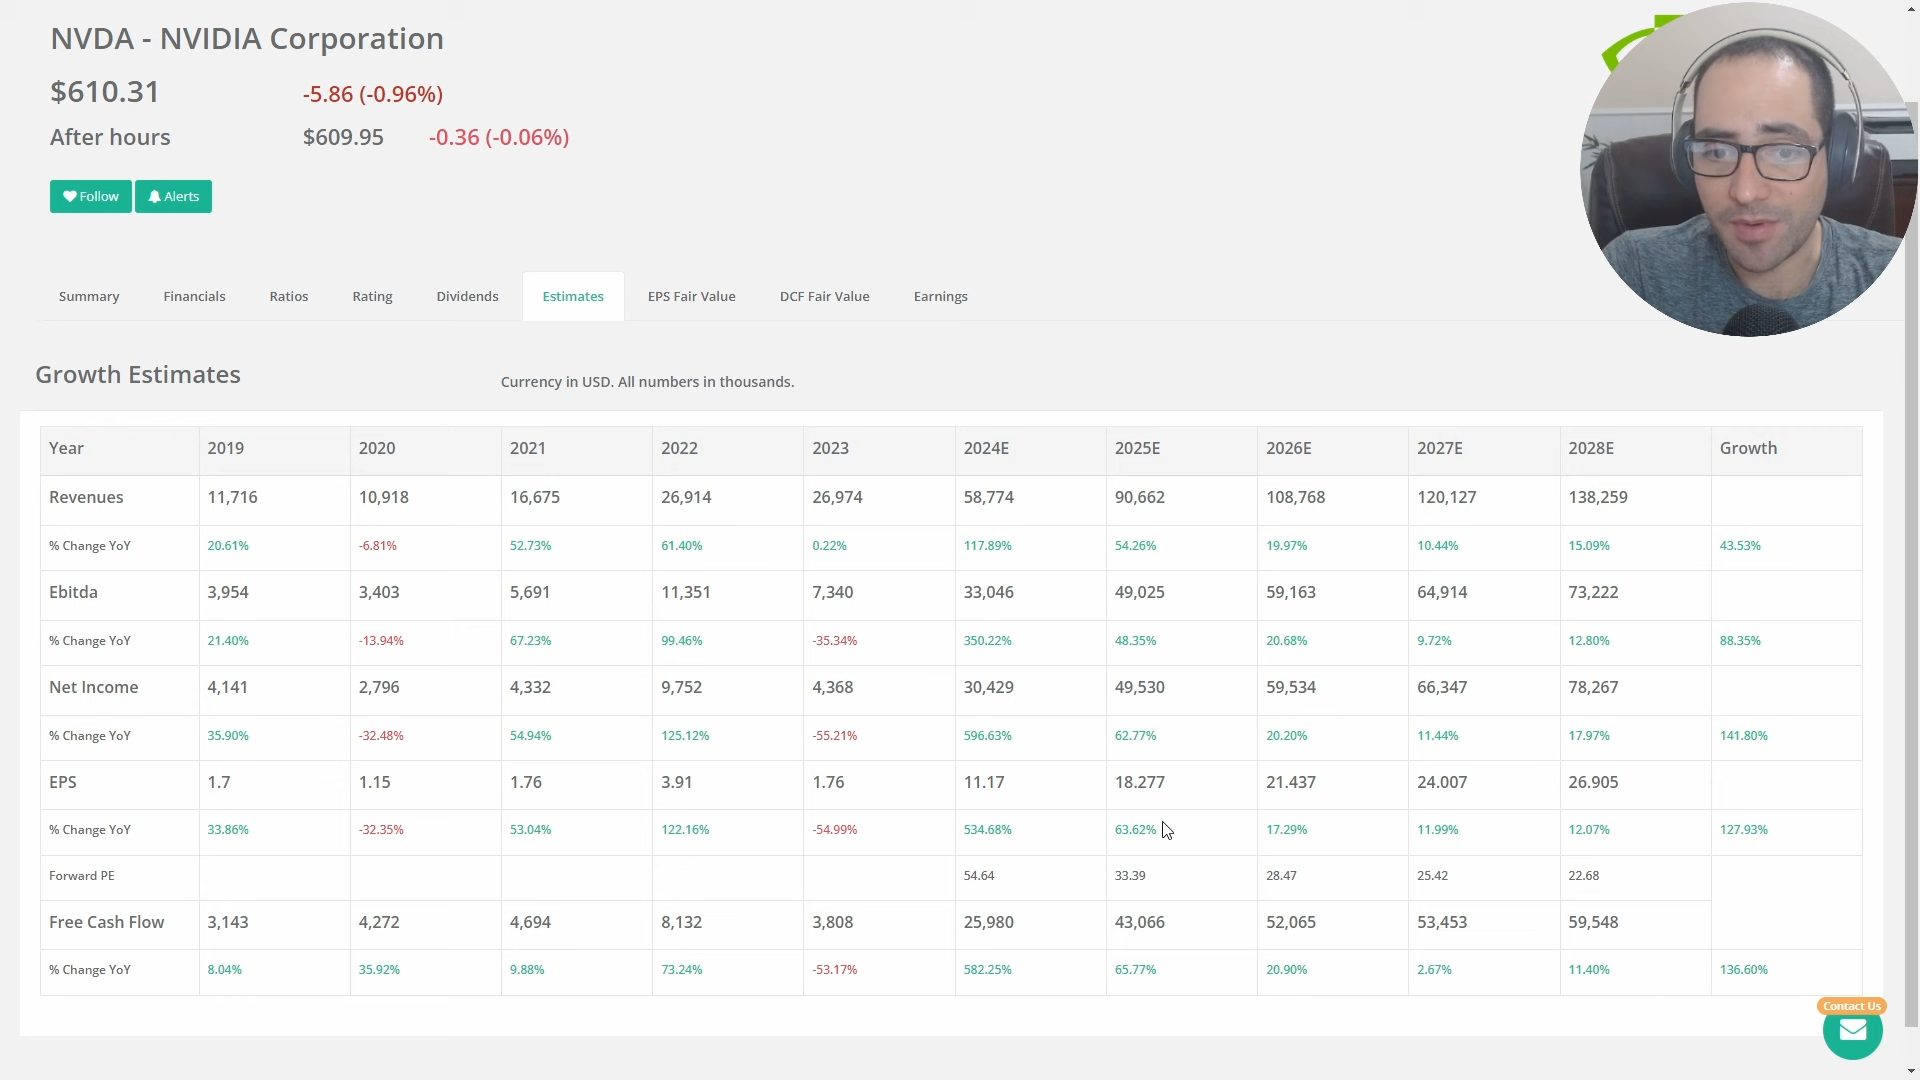 NVDA - NVIDIA Corporation
$610.31 -5.86 (-0.96%)
After hours $609.95 -0.36 (-0.06%)
Follow Alerts
Summary Financials Ratios Rating Dividends Estimates EPS Fair Value DCF Fair Value Earnings
Growth Estimates Currency in USD. All numbers in thousands.
Year 2019 2020 2021 2022 2023 2024E 2025E 2026E 2027E 2028E Growth
Revenues 11,716 10,918 16,675 26,914 26,974 58,774 90,662 108,768 120,127 138,259
% Change YoY 20.61% -6.81% 52.73% 61.40% 0.22% 117.89% 54.26% 19.97% 10.44% 15.09% 43.53%
Ebitda 3,954 3,403 5,691 11,351 7,340 33,046 49,025 59,163 64,914 73,222
% Change YoY 21.40% -13.94% 67.23% 99.46% -35.34% 350.22% 48.35% 20.68% 9.72% 12.80% 88.35%
Net Income 4,141 2,796 4,332 9,752 4,368 30,429 49,530 59,534 66,347 78,267
% Change YoY 35.90% -32.48% 54.94% 125.12% -55.21% 596.63% 62.77% 20.20% 11.44% 17.97% 141.80%
EPS 1.7 1.15 1.76 3.91 1.76 11.17 18.277 21.437 24.007 26.905
% Change YoY 33.86% -32.35% 53.04% 122.16% -54.99% 534.68% 63.62% 17.29% 11.99% 12.07% 127.93%
Forward PE 54.64 33.39 28.47 25.42 22.68
Free Cash Flow 3,143 4,272 4,694 8,132 3,808 25,980 43,066 52,065 53,453 59,548
% Change YoY 8.04% 35.92% 9.88% 73.24% -53.17% 582.25% 65.77% 20.90% 2.67% 11.40% 136.60%
Contact Us